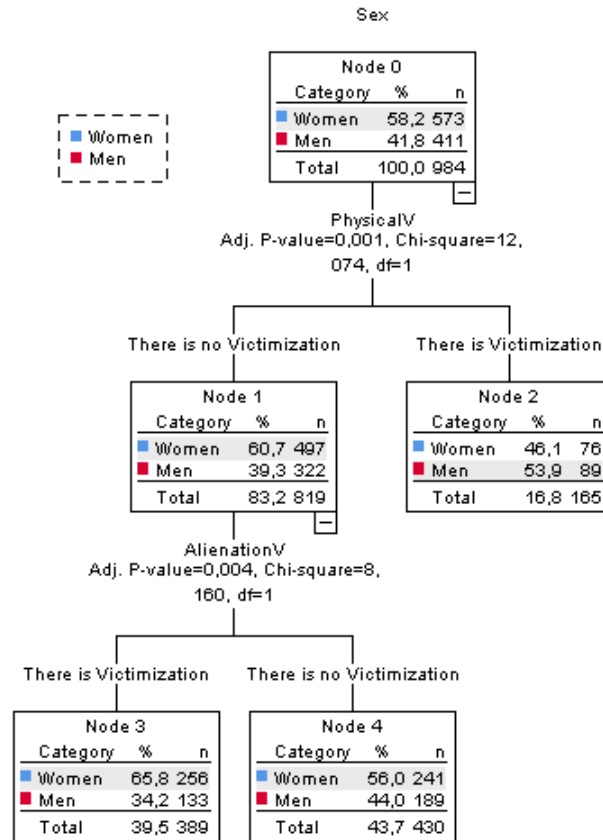 Sex
Women
Men
Node 0
Category % n
Women 58,2 573
Men 41,8 411
Total 100,0 984
PhysicalV
Adj. P-value=0,001, Chi-square=12,
074, df=1
There is no Victimization
There is Victimization
Node 1
Category % n
Women 60,7 497
Men 39,3 322
Total 83,2 819
Node 2
Category % n
Women 46,1 76
Men 53,9 89
Total 16,8 165
AlienationV
Adj. P-value=0,004, Chi-square=8,
160, df=1
There is Victimization
There is no Victimization
Node 3
Category % n
Women 65,8 256
Men 34,2 133
Total 39,5 389
Node 4
Category % n
Women 56,0 241
Men 44,0 189
Total 43,7 430